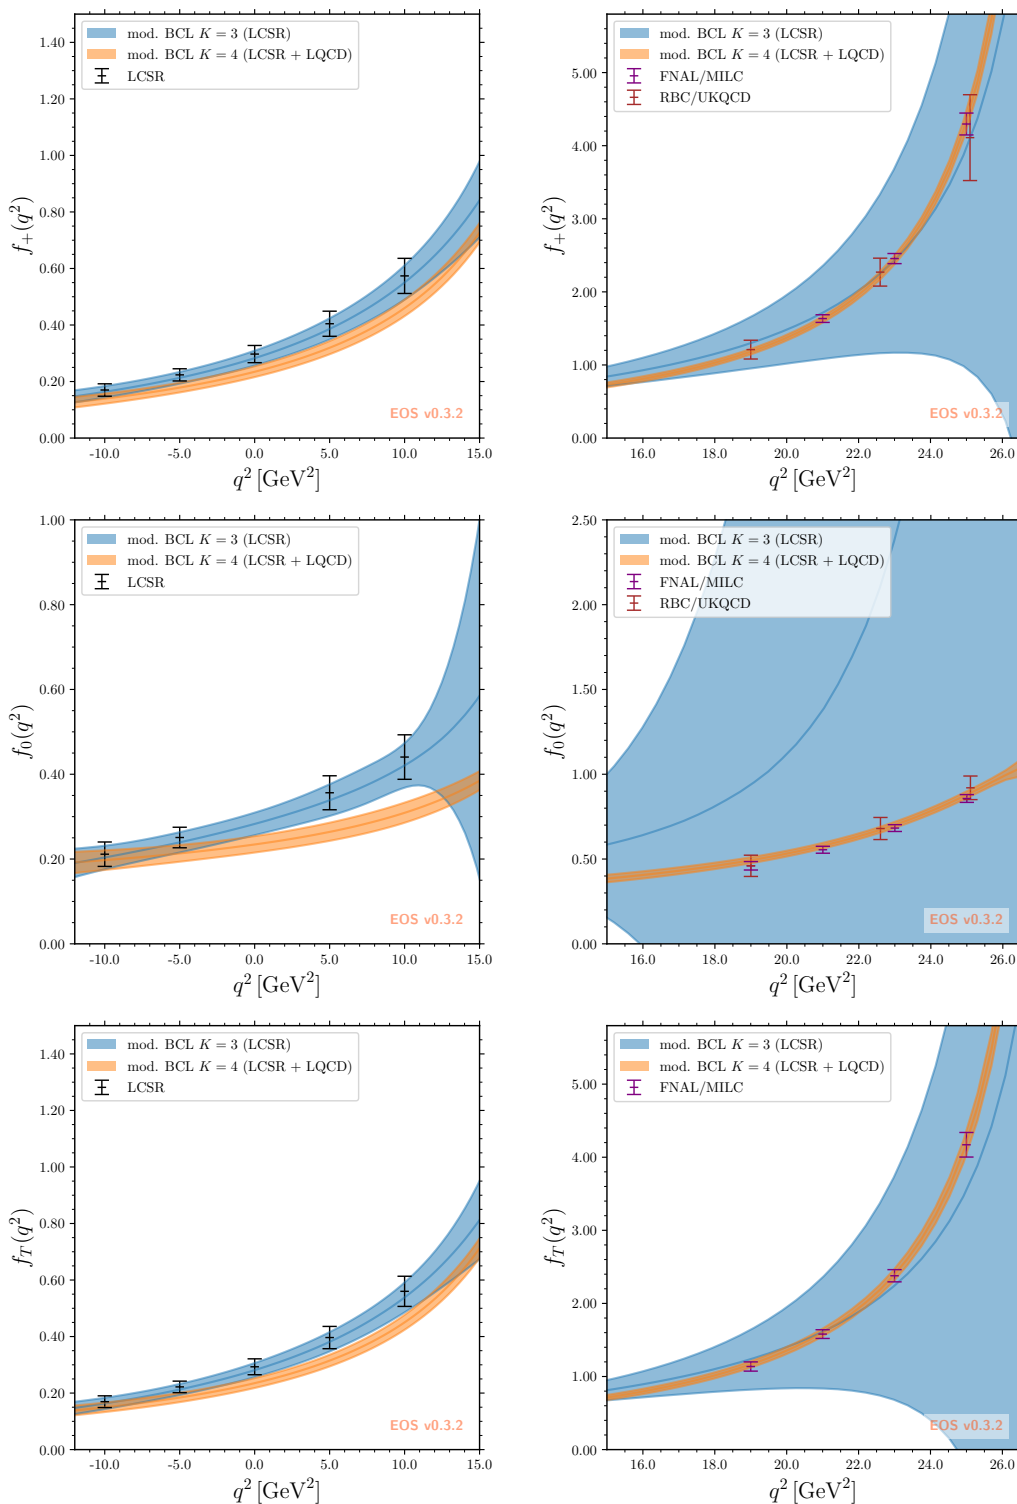 mod. BCL K = 3 (LCSR)
mod. BCL K = 4 (LCSR + LQCD)
LCSR
1.40
1.20
1.00
0.80
0.60
0.40
0.20
0.00
f₊(q²)
-10.0 -5.0 0.0 5.0 10.0 15.0
q² [GeV²]
EOS v0.3.2
mod. BCL K = 3 (LCSR)
mod. BCL K = 4 (LCSR + LQCD)
FNAL/MILC
RBC/UKQCD
5.00
4.00
3.00
2.00
1.00
0.00
f₊(q²)
16.0 18.0 20.0 22.0 24.0 26.0
q² [GeV²]
EOS v0.3.2
mod. BCL K = 3 (LCSR)
mod. BCL K = 4 (LCSR + LQCD)
LCSR
1.00
0.80
0.60
0.40
0.20
0.00
f₀(q²)
-10.0 -5.0 0.0 5.0 10.0 15.0
q² [GeV²]
EOS v0.3.2
mod. BCL K = 3 (LCSR)
mod. BCL K = 4 (LCSR + LQCD)
FNAL/MILC
RBC/UKQCD
2.50
2.00
1.50
1.00
0.50
0.00
f₀(q²)
16.0 18.0 20.0 22.0 24.0 26.0
q² [GeV²]
EOS v0.3.2
mod. BCL K = 3 (LCSR)
mod. BCL K = 4 (LCSR + LQCD)
LCSR
1.40
1.20
1.00
0.80
0.60
0.40
0.20
0.00
f_T(q²)
-10.0 -5.0 0.0 5.0 10.0 15.0
q² [GeV²]
EOS v0.3.2
mod. BCL K = 3 (LCSR)
mod. BCL K = 4 (LCSR + LQCD)
FNAL/MILC
5.00
4.00
3.00
2.00
1.00
0.00
f_T(q²)
16.0 18.0 20.0 22.0 24.0 26.0
q² [GeV²]
EOS v0.3.2